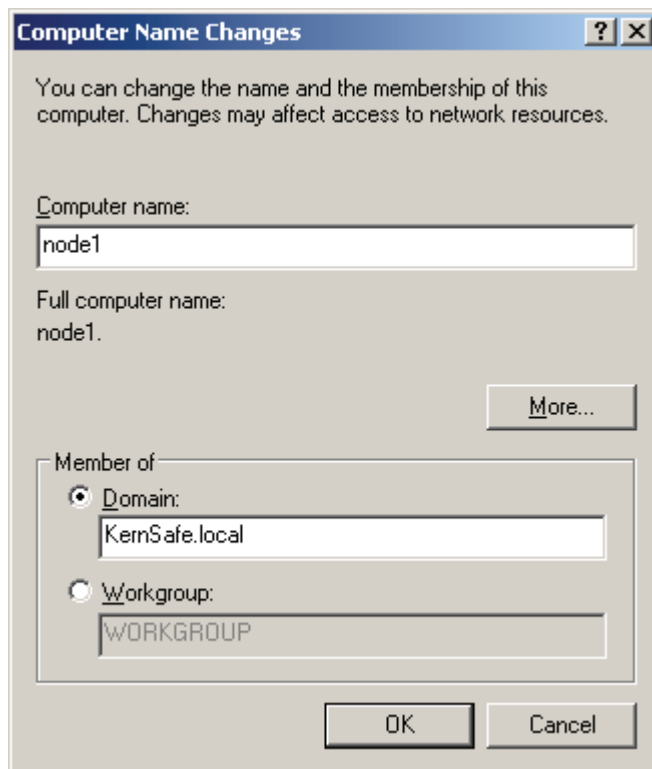 Computer Name Changes
You can change the name and the membership of this
computer. Changes may affect access to network resources.
Computer name:
node1
Full computer name:
node1.
More...
Member of
Domain:
KernSafe.local
Workgroup:
WORKGROUP
OK Cancel